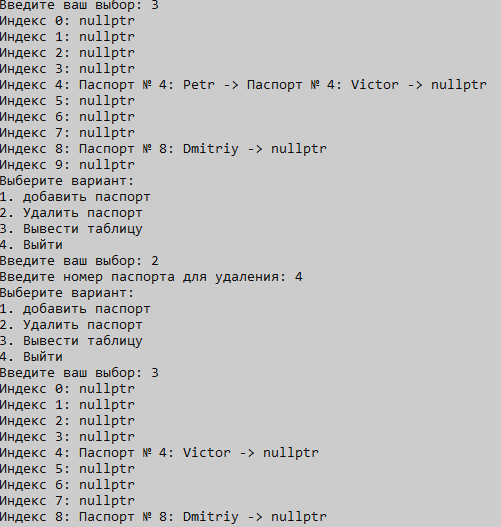 Введите ваш выбор: 3
Индекс 0: nullptr
Индекс 1: nullptr
Индекс 2: nullptr
Индекс 3: nullptr
Индекс 4: Паспорт № 4: Petr -> Паспорт № 4: Victor -> nullptr
Индекс 5: nullptr
Индекс 6: nullptr
Индекс 7: nullptr
Индекс 8: Паспорт № 8: Dmitriy -> nullptr
Индекс 9: nullptr
Выберите вариант:
1. добавить паспорт
2. Удалить паспорт
3. Вывести таблицу
4. Выйти
Введите ваш выбор: 2
Введите номер паспорта для удаления: 4
Выберите вариант:
1. добавить паспорт
2. Удалить паспорт
3. Вывести таблицу
4. Выйти
Введите ваш выбор: 3
Индекс 0: nullptr
Индекс 1: nullptr
Индекс 2: nullptr
Индекс 3: nullptr
Индекс 4: Паспорт № 4: Victor -> nullptr
Индекс 5: nullptr
Индекс 6: nullptr
Индекс 7: nullptr
Индекс 8: Паспорт № 8: Dmitriy -> nullptr